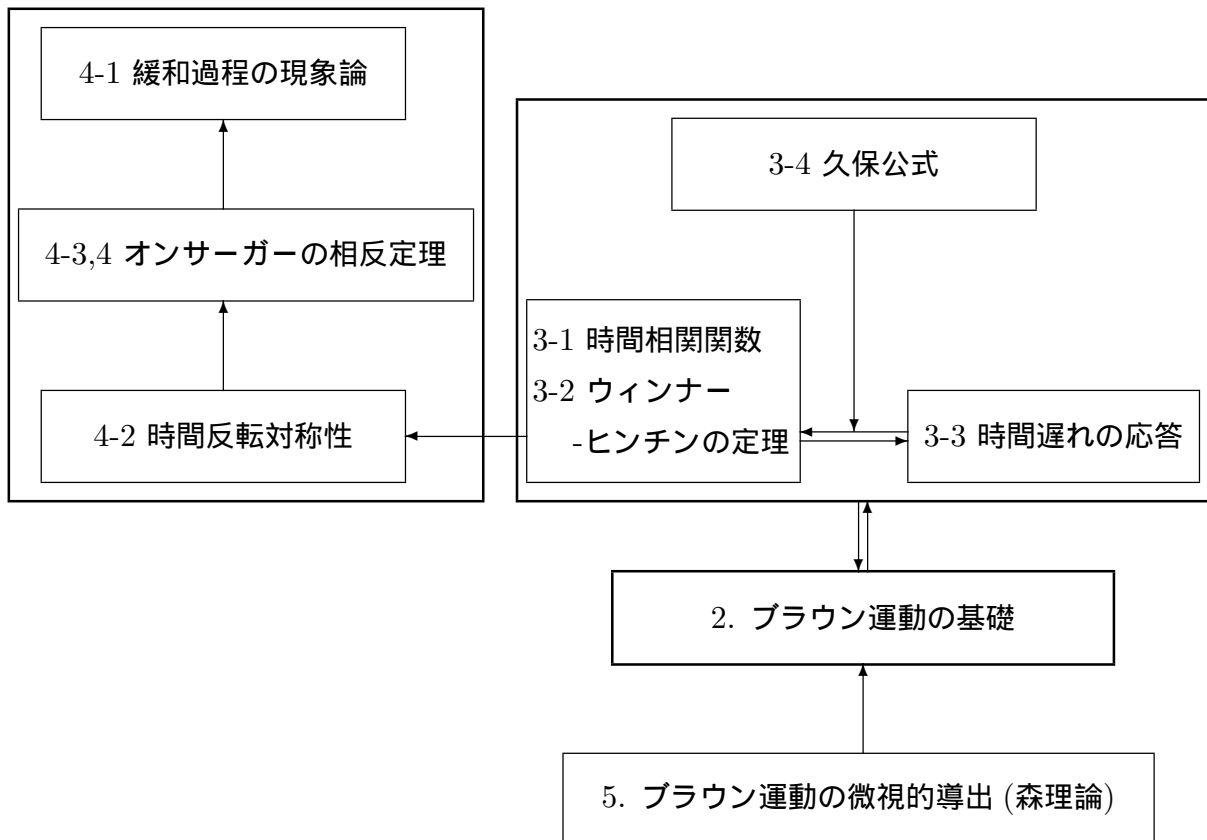 4-1 緩和過程の現象論
3-4 久保公式
4-3,4 オンサーガーの相反定理
3-1 時間相関関数
3-2 ウィンナー
-ヒンチンの定理
4-2 時間反転対称性
3-3 時間遅れの応答
2. ブラウン運動の基礎
5. ブラウン運動の微視的導出 (森理論)